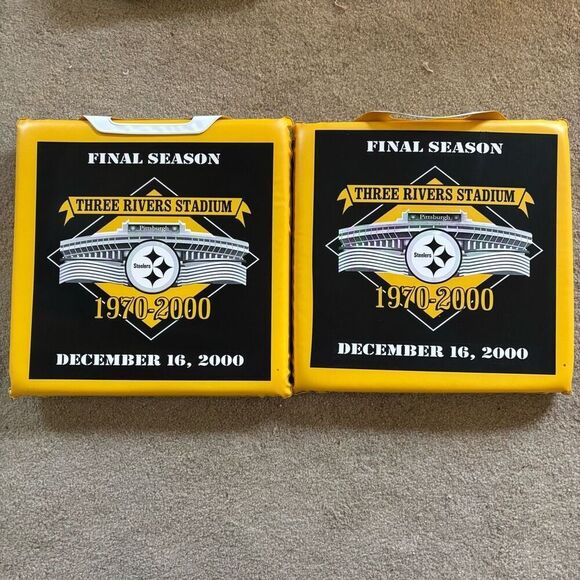 FINAL SEASON
THREE RIVERS STADIUM
Pittsburgh
Steelers
1970-2000
DECEMBER 16, 2000
FINAL SEASON
THREE RIVERS STADIUM
Pittsburgh
Steelers
1970-2000
DECEMBER 16, 2000